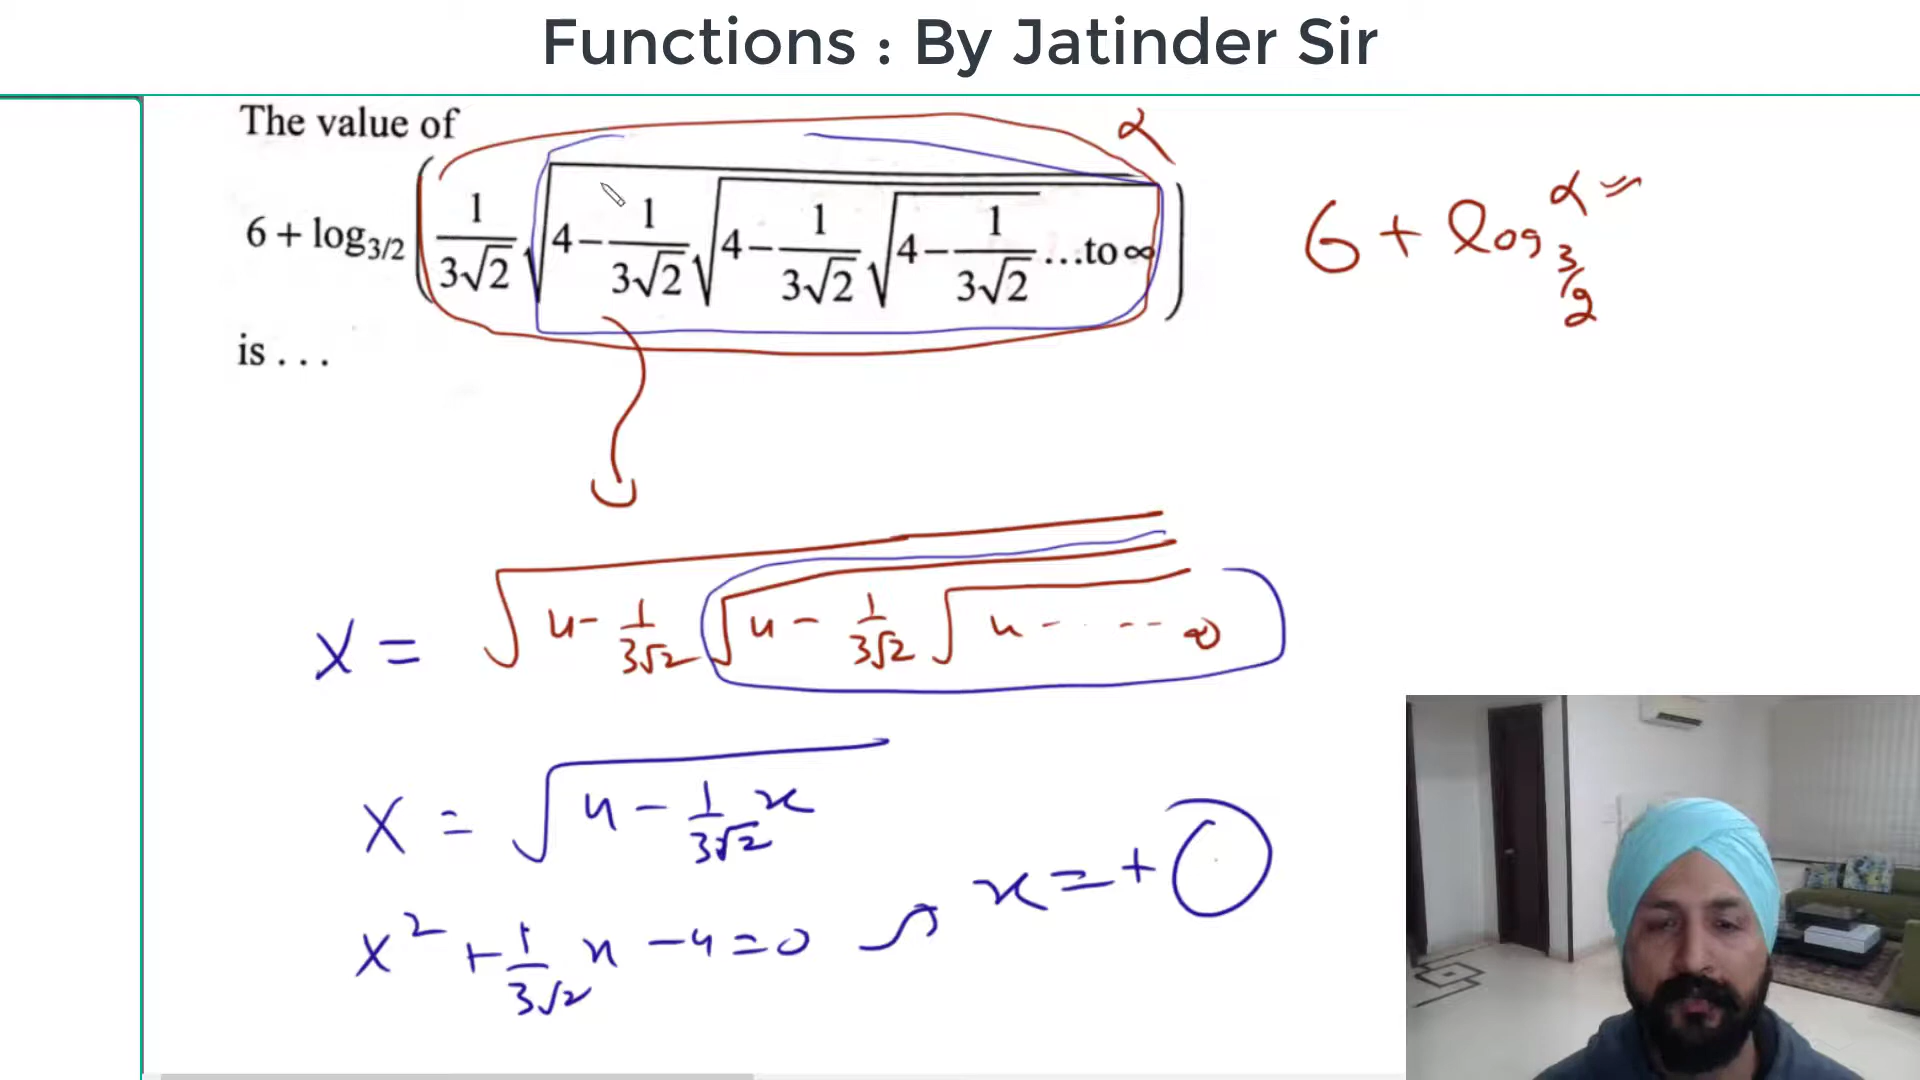 Functions : By Jatinder Sir
The value of
6 + log3/2 ( 1/3√2 √4 − 1/3√2 √4 − 1/3√2 √4 − 1/3√2 ...to ∞ )
is . . .
α
6 + log3/2 α =
x = √4 − 1/3√2 √4 − 1/3√2 √4 − - - - ∞
x = √4 − 1/3√2 x
x² + 1/3√2 x − 4 = 0
x = +